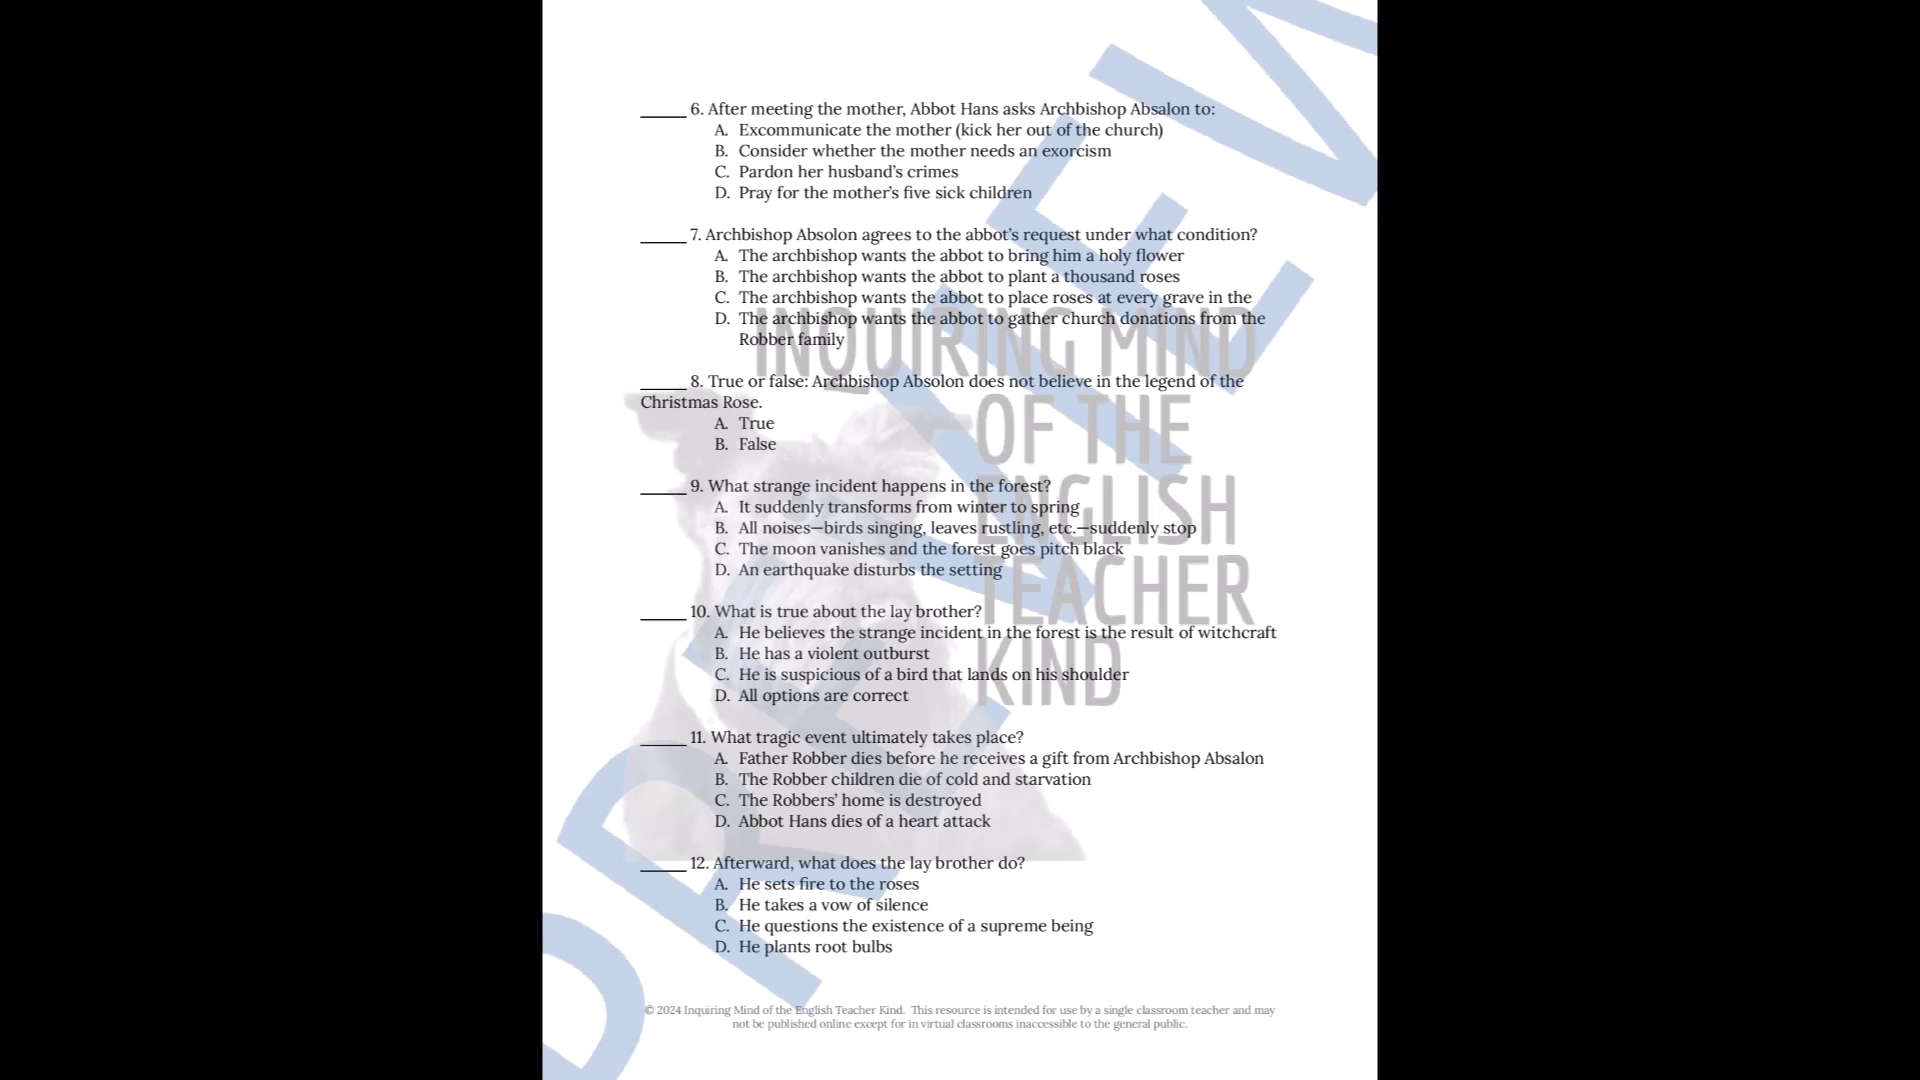 _____ 6. After meeting the mother, Abbot Hans asks Archbishop Absalon to:
A. Excommunicate the mother (kick her out of the church)
B. Consider whether the mother needs an exorcism
C. Pardon her husband's crimes
D. Pray for the mother's five sick children
_____ 7. Archbishop Absolon agrees to the abbot's request under what condition?
A. The archbishop wants the abbot to bring him a holy flower
B. The archbishop wants the abbot to plant a thousand roses
C. The archbishop wants the abbot to place roses at every grave in the
D. The archbishop wants the abbot to gather church donations from the
Robber family
_____ 8. True or false: Archbishop Absolon does not believe in the legend of the
Christmas Rose.
A. True
B. False
_____ 9. What strange incident happens in the forest?
A. It suddenly transforms from winter to spring
B. All noises—birds singing, leaves rustling, etc.—suddenly stop
C. The moon vanishes and the forest goes pitch black
D. An earthquake disturbs the setting
_____ 10. What is true about the lay brother?
A. He believes the strange incident in the forest is the result of witchcraft
B. He has a violent outburst
C. He is suspicious of a bird that lands on his shoulder
D. All options are correct
_____ 11. What tragic event ultimately takes place?
A. Father Robber dies before he receives a gift from Archbishop Absalon
B. The Robber children die of cold and starvation
C. The Robbers' home is destroyed
D. Abbot Hans dies of a heart attack
_____ 12. Afterward, what does the lay brother do?
A. He sets fire to the roses
B. He takes a vow of silence
C. He questions the existence of a supreme being
D. He plants root bulbs
© 2024 Inquiring Mind of the English Teacher Kind. This resource is intended for use by a single classroom teacher and may
not be published online except for in virtual classrooms inaccessible to the general public.
INQUIRING MIND
OF THE
ENGLISH
TEACHER
KIND
PREVIEW